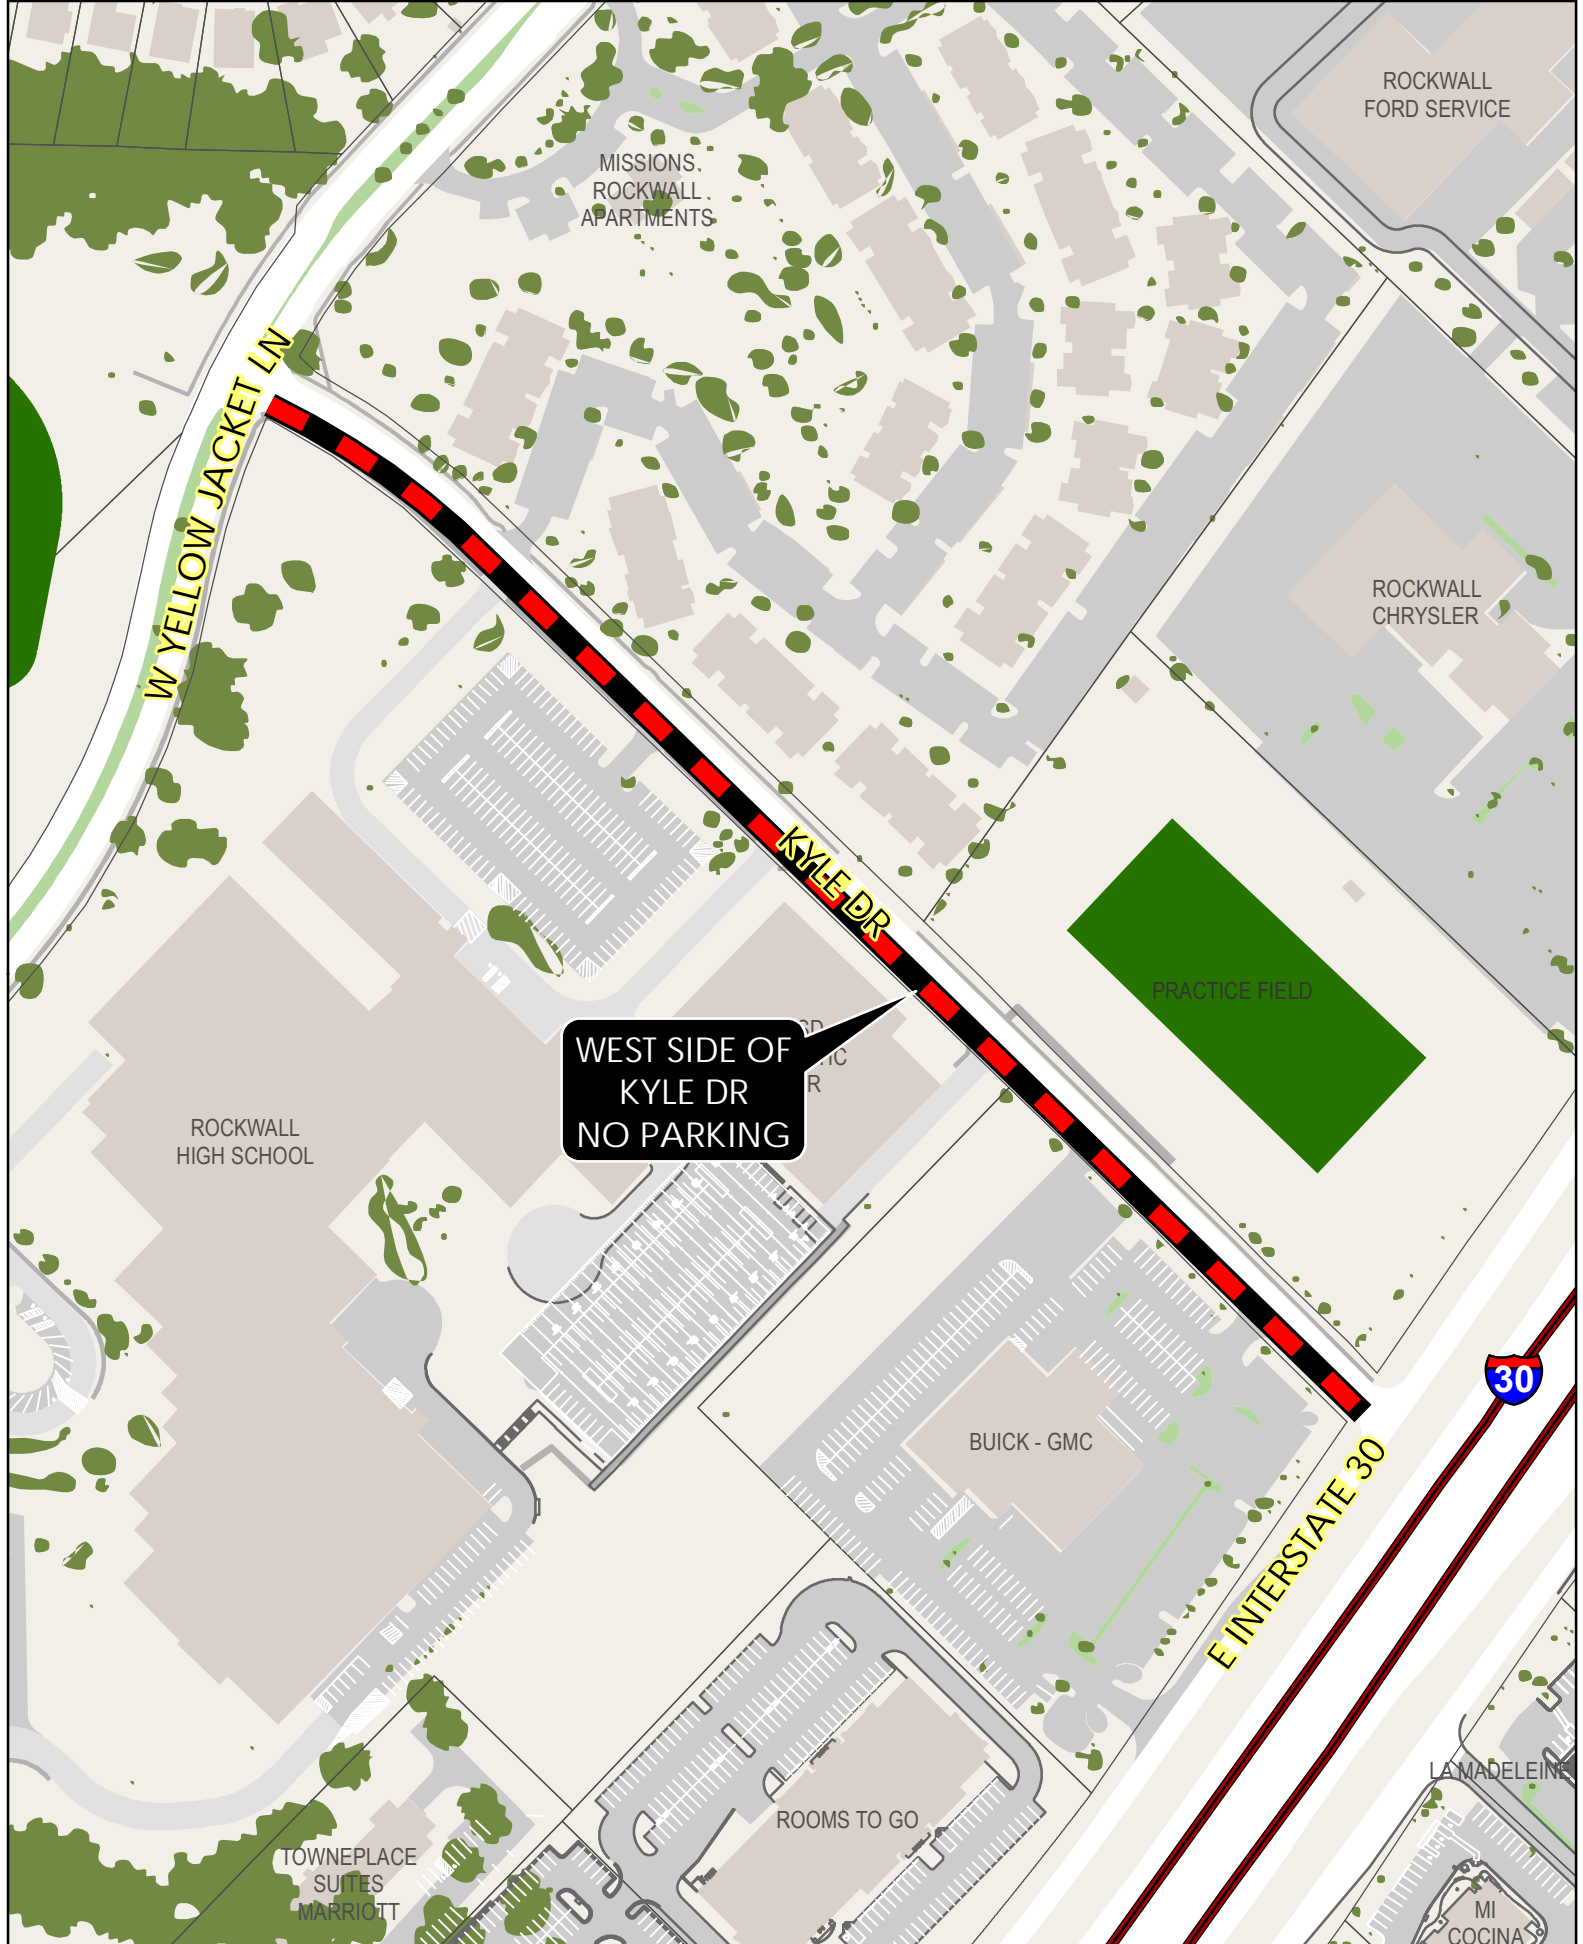 ROCKWALL
FORD SERVICE
MISSIONS
ROCKWALL
APARTMENTS
W YELLOW JACKET LN
ROCKWALL
CHRYSLER
KYLE DR
PRACTICE FIELD
WEST SIDE OF
KYLE DR
NO PARKING
ROCKWALL
HIGH SCHOOL
30
BUICK - GMC
E INTERSTATE 30
LA MADELEINE
ROOMS TO GO
TOWNEPLACE
SUITES
MARRIOTT
MI
COCINA